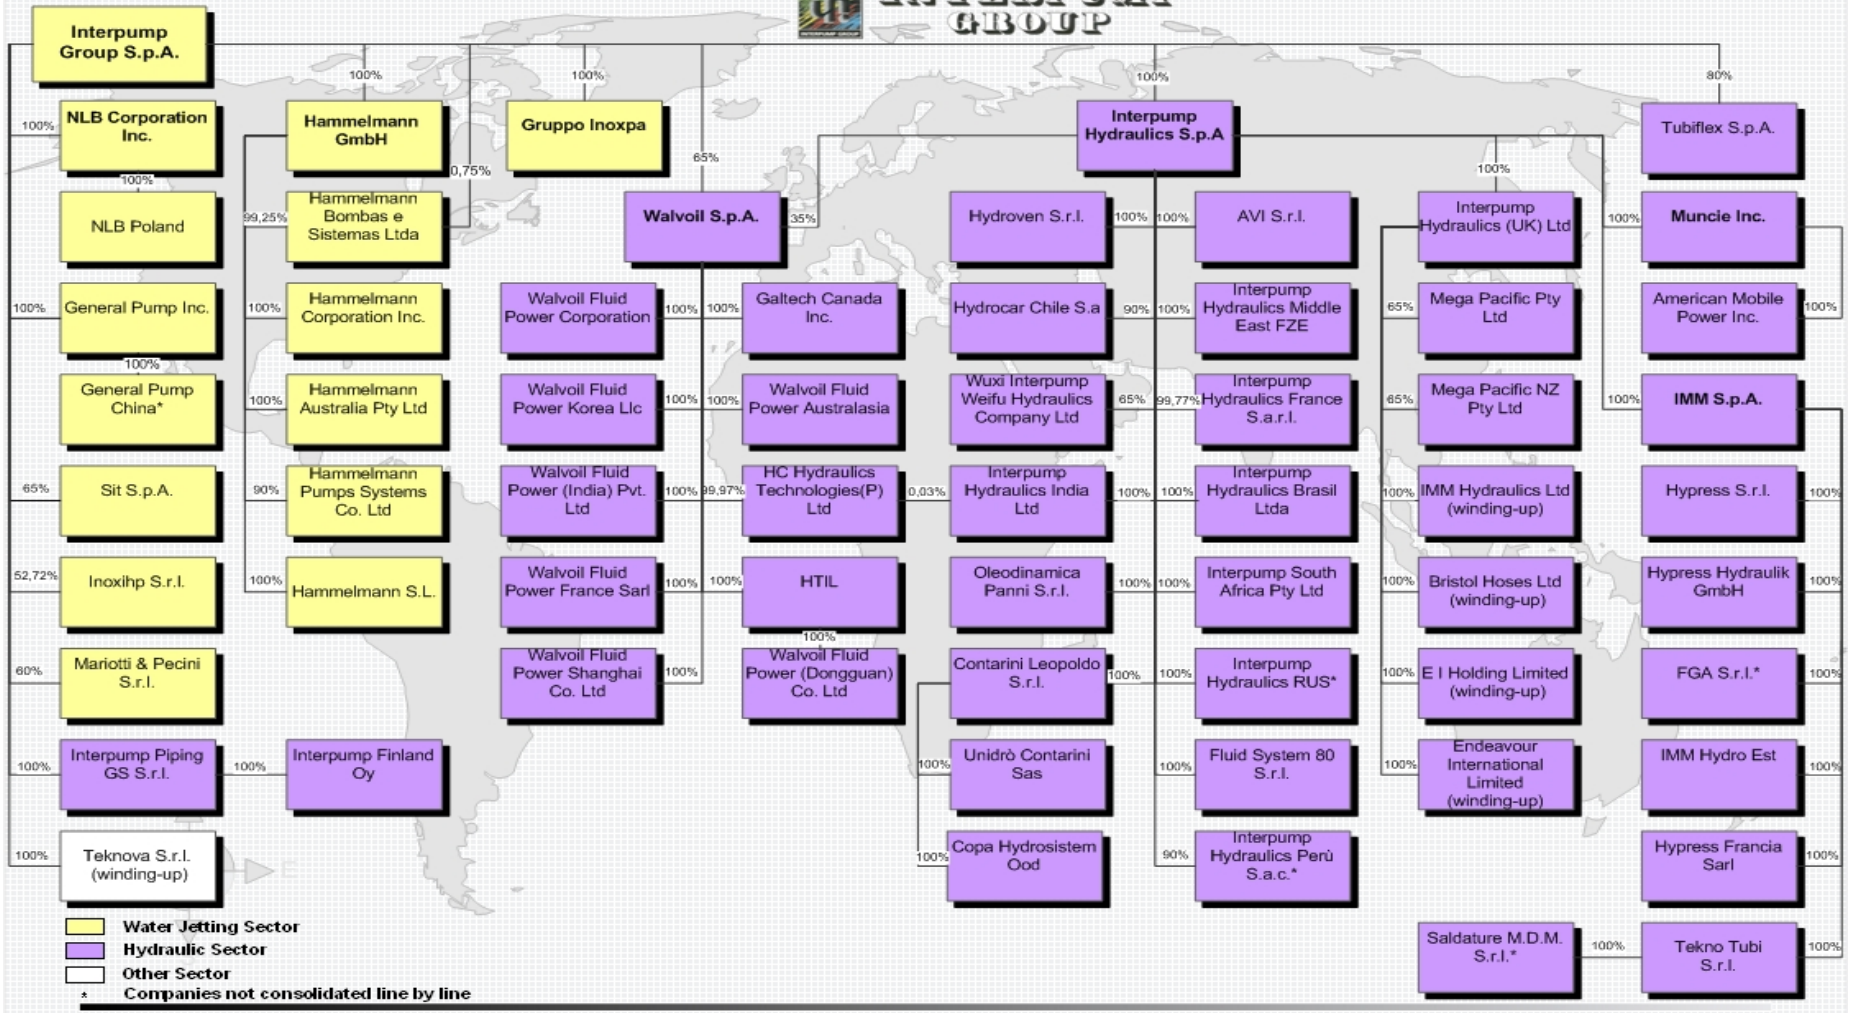 INTERPUMP
GROUP
INTERPUMP GROUP
Interpump
Group S.p.A.
100%
100%
100%
80%
NLB Corporation
Inc.
100%
Hammelmann
GmbH
Gruppo Inoxpa
Interpump
Hydraulics S.p.A
Tubiflex S.p.A.
100%
0,75%
65%
100%
NLB Poland
99,25%
Hammelmann
Bombas e
Sistemas Ltda
Walvoil S.p.A.
35%
Hydroven S.r.l.
100%
100%
AVI S.r.l.
Interpump
Hydraulics (UK) Ltd
100%
Muncie Inc.
100%
General Pump Inc.
100%
Hammelmann
Corporation Inc.
Walvoil Fluid
Power Corporation
100%
100%
Galtech Canada
Inc.
Hydrocar Chile S.a
90%
100%
Interpump
Hydraulics Middle
East FZE
65%
Mega Pacific Pty
Ltd
American Mobile
Power Inc.
100%
100%
General Pump
China*
100%
Hammelmann
Australia Pty Ltd
Walvoil Fluid
Power Korea Llc
100%
100%
Walvoil Fluid
Power Australasia
Wuxi Interpump
Weifu Hydraulics
Company Ltd
65%
99,77%
Interpump
Hydraulics France
S.a.r.l.
65%
Mega Pacific NZ
Pty Ltd
100%
IMM S.p.A.
65%
Sit S.p.A.
90%
Hammelmann
Pumps Systems
Co. Ltd
Walvoil Fluid
Power (India) Pvt.
Ltd
100%
99,97%
HC Hydraulics
Technologies(P)
Ltd
0,03%
Interpump
Hydraulics India
Ltd
100%
100%
Interpump
Hydraulics Brasil
Ltda
100%
IMM Hydraulics Ltd
(winding-up)
Hypress S.r.l.
100%
52,72%
Inoxihp S.r.l.
100%
Hammelmann S.L.
Walvoil Fluid
Power France Sarl
100%
100%
HTIL
Oleodinamica
Panni S.r.l.
100%
100%
Interpump South
Africa Pty Ltd
100%
Bristol Hoses Ltd
(winding-up)
Hypress Hydraulik
GmbH
100%
100%
60%
Mariotti & Pecini
S.r.l.
Walvoil Fluid
Power Shanghai
Co. Ltd
100%
Walvoil Fluid
Power (Dongguan)
Co. Ltd
Contarini Leopoldo
S.r.l.
100%
100%
Interpump
Hydraulics RUS*
100%
E I Holding Limited
(winding-up)
FGA S.r.l.*
100%
100%
Interpump Piping
GS S.r.l.
100%
Interpump Finland
Oy
100%
Unidrò Contarini
Sas
100%
Fluid System 80
S.r.l.
100%
Endeavour
International
Limited
(winding-up)
IMM Hydro Est
100%
100%
Teknova S.r.l.
(winding-up)
E
100%
Copa Hydrosistem
Ood
90%
Interpump
Hydraulics Perù
S.a.c.*
Hypress Francia
Sarl
100%
Water Jetting Sector
Hydraulic Sector
Other Sector
* Companies not consolidated line by line
Saldature M.D.M.
S.r.l.*
100%
Tekno Tubi
S.r.l.
100%